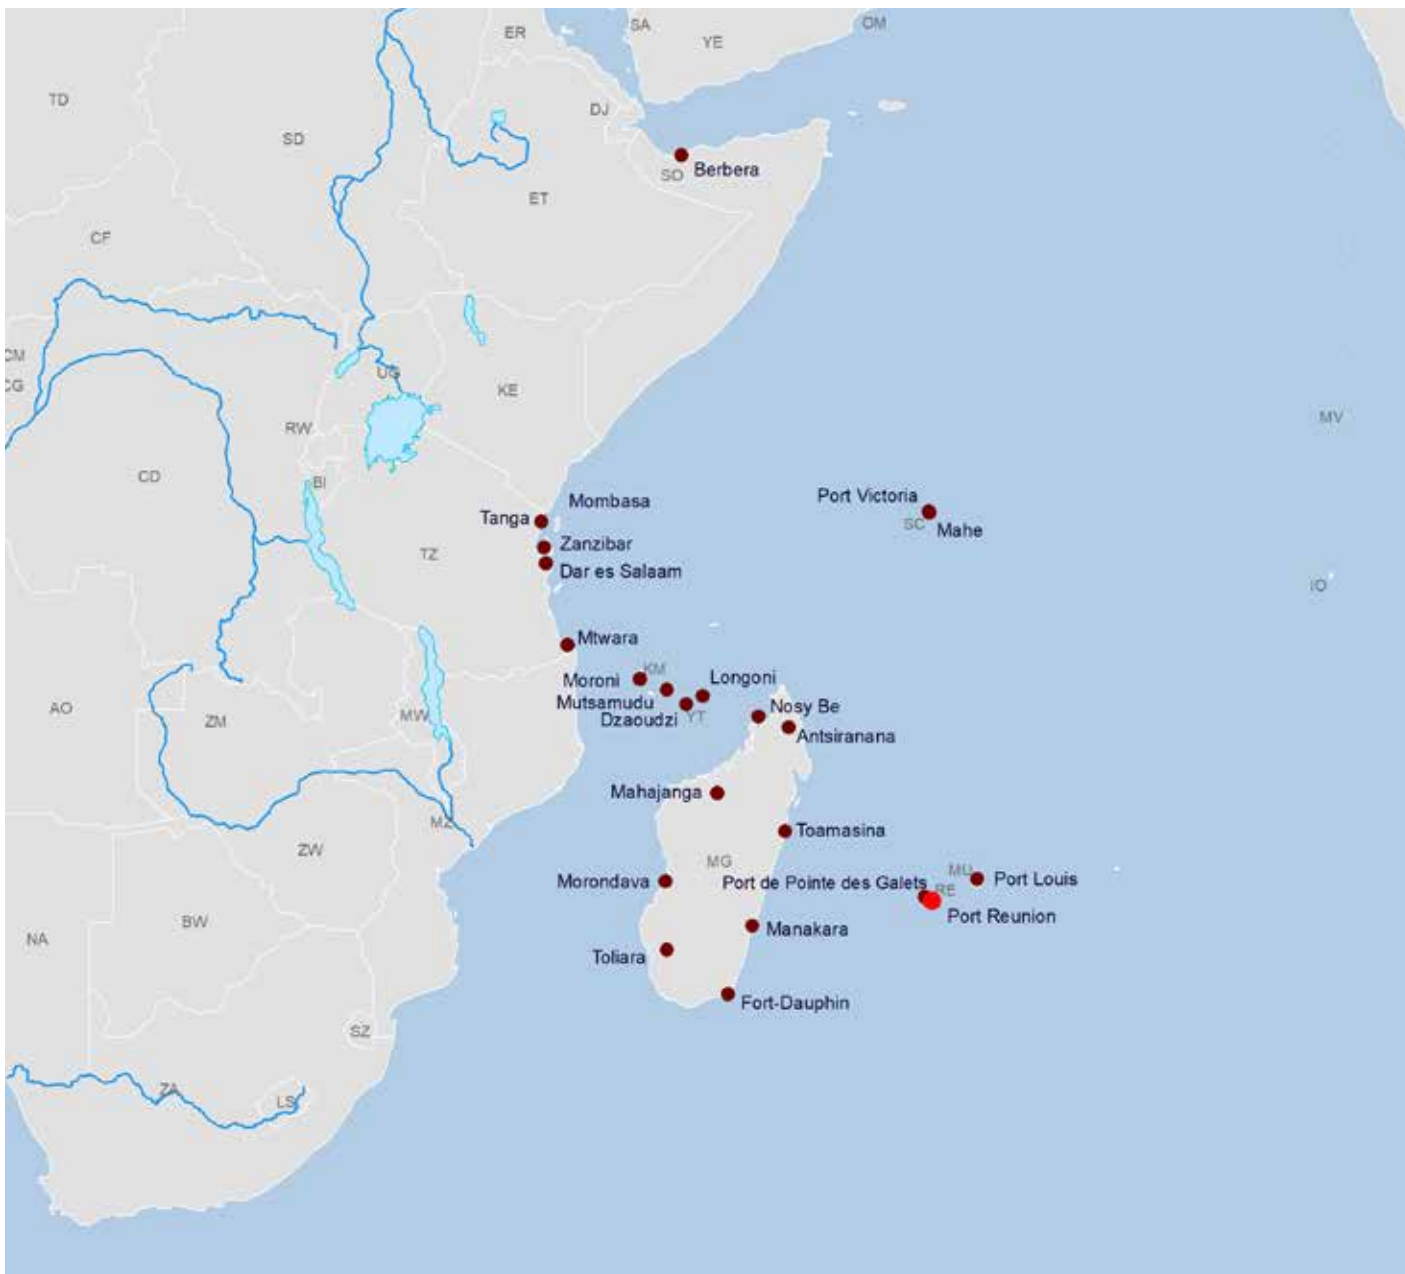 SA
OM
ER
YE
TD
DJ
SD
Berbera
SO
ET
CF
CM
UG
CG
KE
MV
RW
CD
BI
Port Victoria
Mombasa
Tanga
SC
Mahe
Zanzibar
TZ
Dar es Salaam
IO
Mtwara
KM
Moroni
Longoni
Mutsamudu
Nosy Be
AO
ZM
MW
Dzaoudzi
YT
Antsiranana
Mahajanga
MZ
Toamasina
ZW
MG
MU
Morondava
Port de Pointe des Galets
RE
Port Louis
BW
Port Reunion
NA
Manakara
Toliara
Fort-Dauphin
SZ
ZA
LS